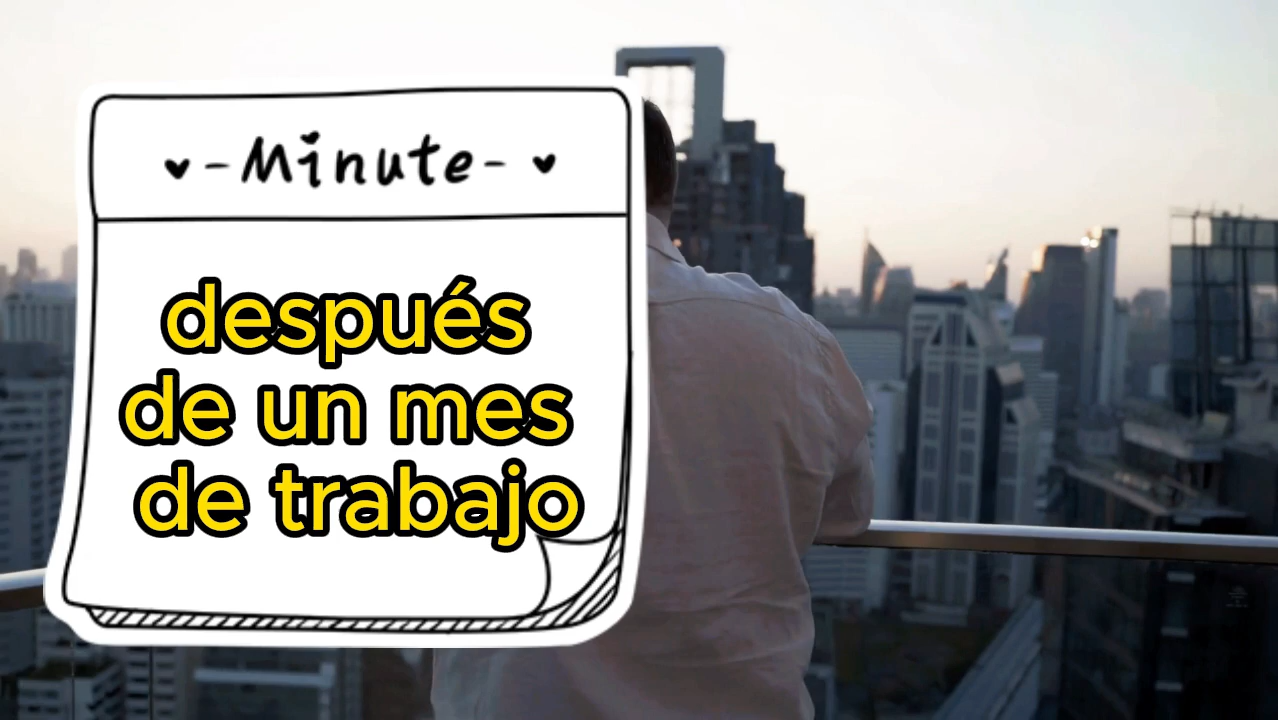 -Minute-
después
de un mes
de trabajo